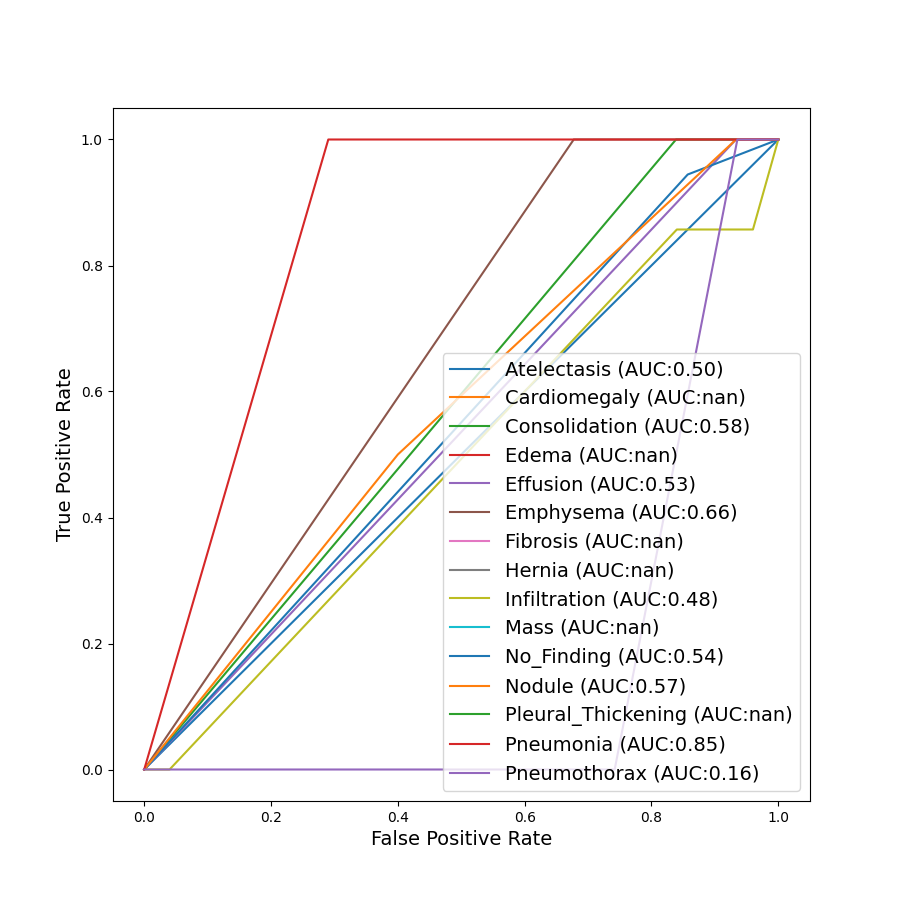 1.0
0.8
0.6
0.4
0.2
0.0
True Positive Rate
Atelectasis (AUC:0.50)
Cardiomegaly (AUC:nan)
Consolidation (AUC:0.58)
Edema (AUC:nan)
Effusion (AUC:0.53)
Emphysema (AUC:0.66)
Fibrosis (AUC:nan)
Hernia (AUC:nan)
Infiltration (AUC:0.48)
Mass (AUC:nan)
No_Finding (AUC:0.54)
Nodule (AUC:0.57)
Pleural_Thickening (AUC:nan)
Pneumonia (AUC:0.85)
Pneumothorax (AUC:0.16)
0.0 0.2 0.4 0.6 0.8 1.0
False Positive Rate